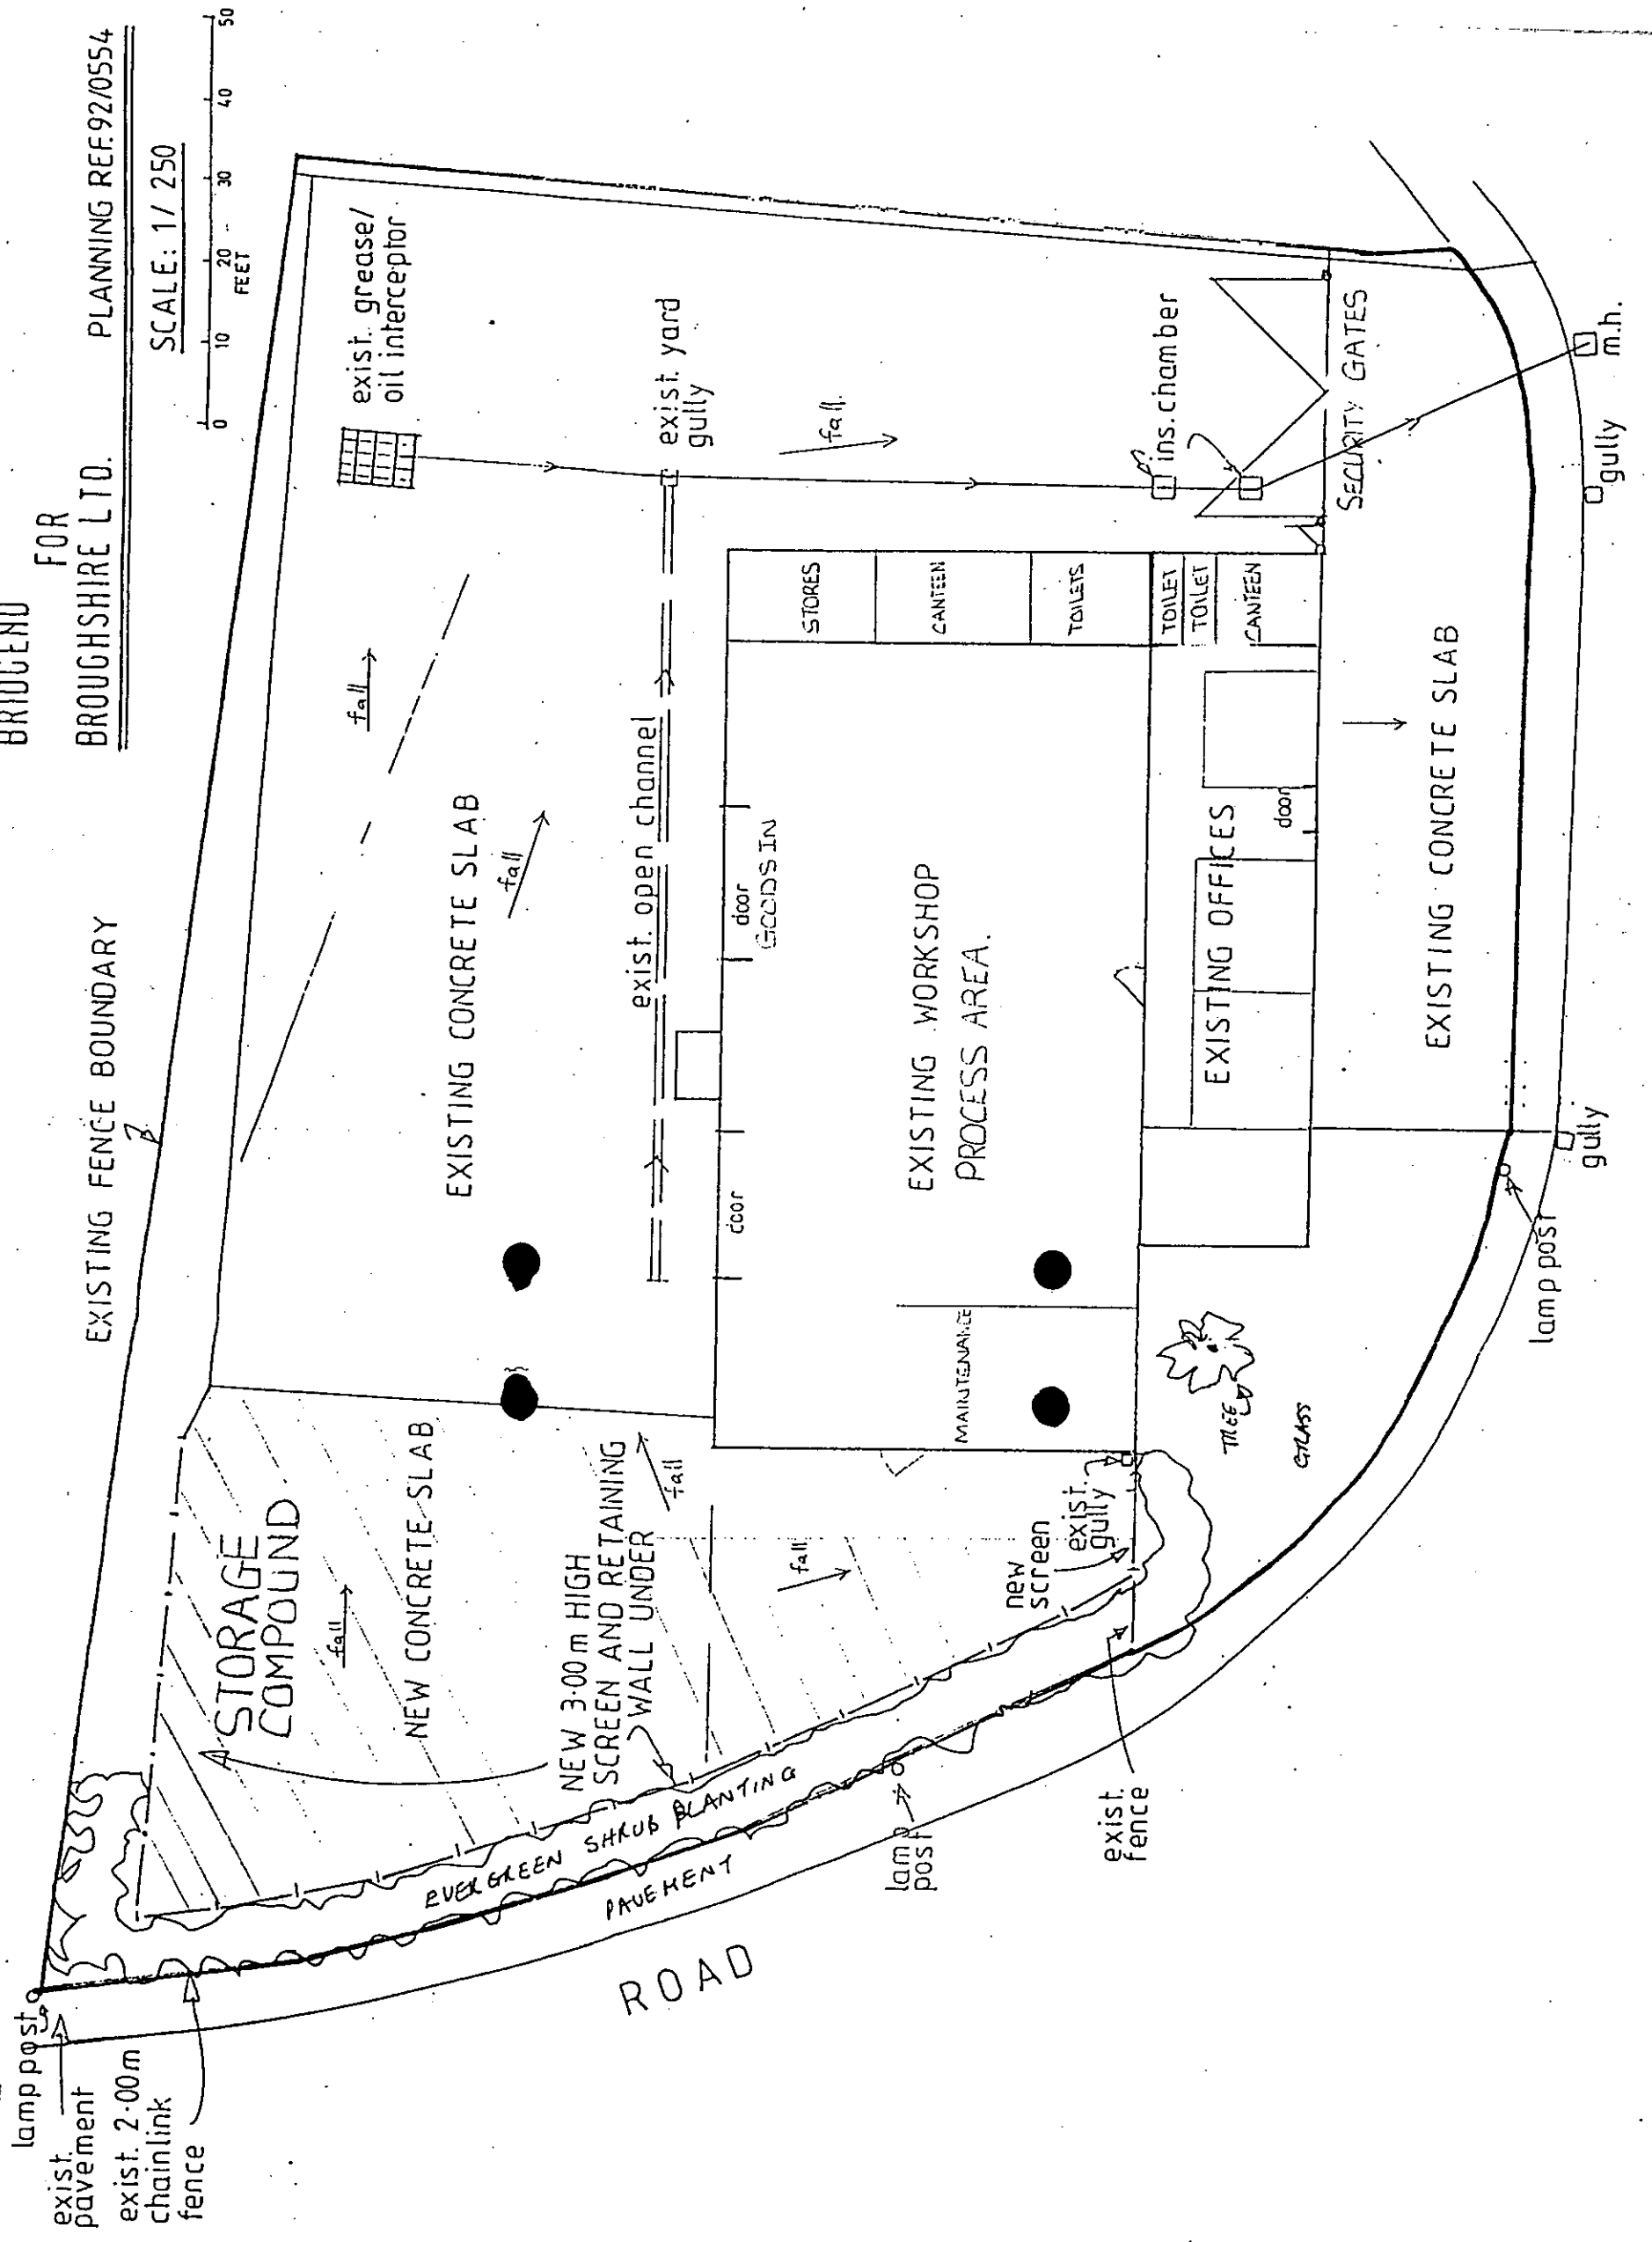 BRIDGEND
FOR
BROUGHSHIRE LTD.
PLANNING REF.92/0554
SCALE: 1/250
0 10 20 30 40 50
FEET
EXISTING FENCE BOUNDARY
exist. grease/
oil interceptor
fall
EXISTING CONCRETE SLAB
fall
exist. open channel
exist. yard
gully
fall
ins.chamber
SECURITY GATES
m.h.
gully
STORES
CANTEEN
TOILETS
TOILET
TOILET
CANTEEN
door
GOODS IN
door
EXISTING WORKSHOP
PROCESS AREA.
MAINTENANCE
EXISTING OFFICES
door
EXISTING CONCRETE SLAB
gully
lamp post
TREE
GRASS
STORAGE
COMPOUND
fall
NEW CONCRETE SLAB
NEW 3·00m HIGH
SCREEN AND RETAINING
WALL UNDER
fall
fall
new
screen
exist.
gully
EVERGREEN SHRUB PLANTING
PAVEMENT
ROAD
lamp
post
exist.
fence
lamp post
exist.
pavement
exist. 2·00m
chainlink
fence